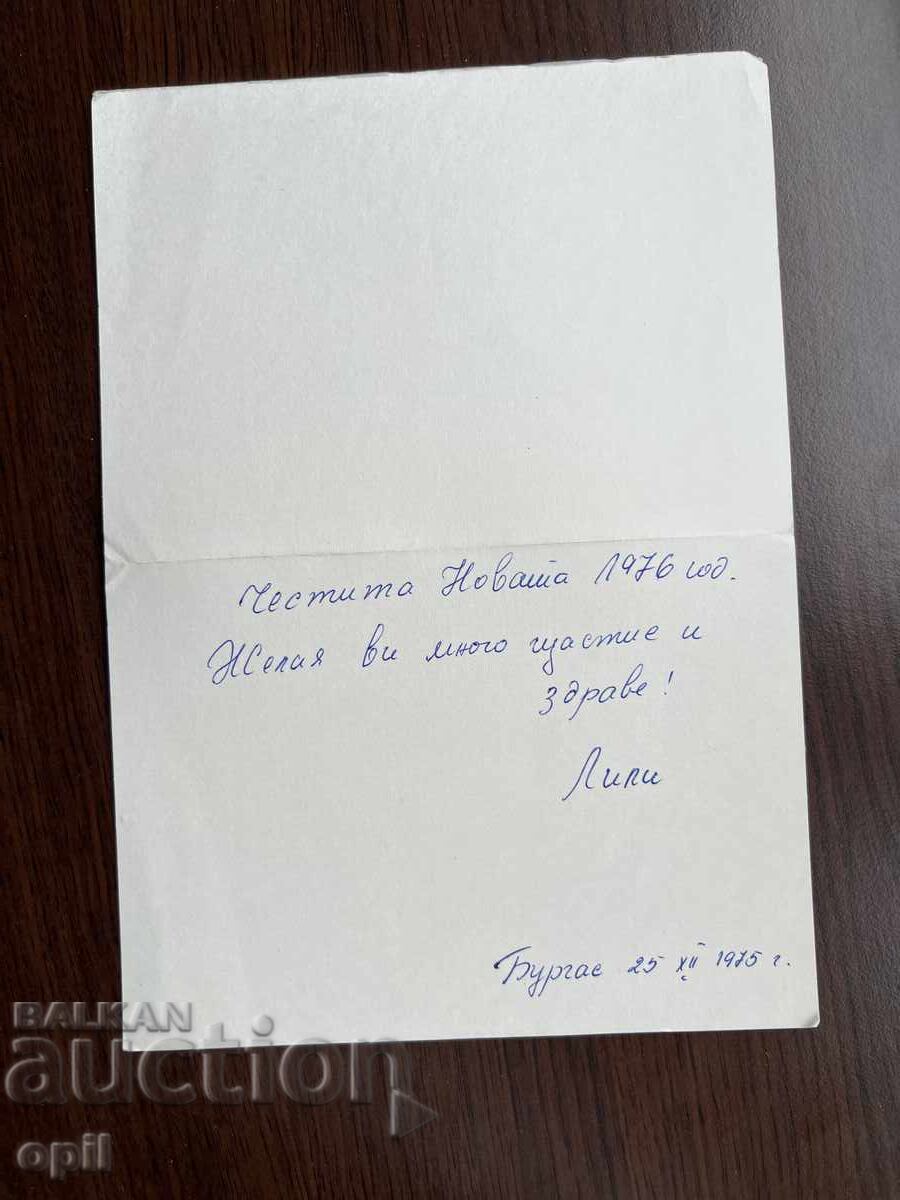 Честита Новата 1976 год.
Желая ви много щастие и
здраве!
Лили
Бургас 25 XII 1975 г.
BALKAN
auction
opil